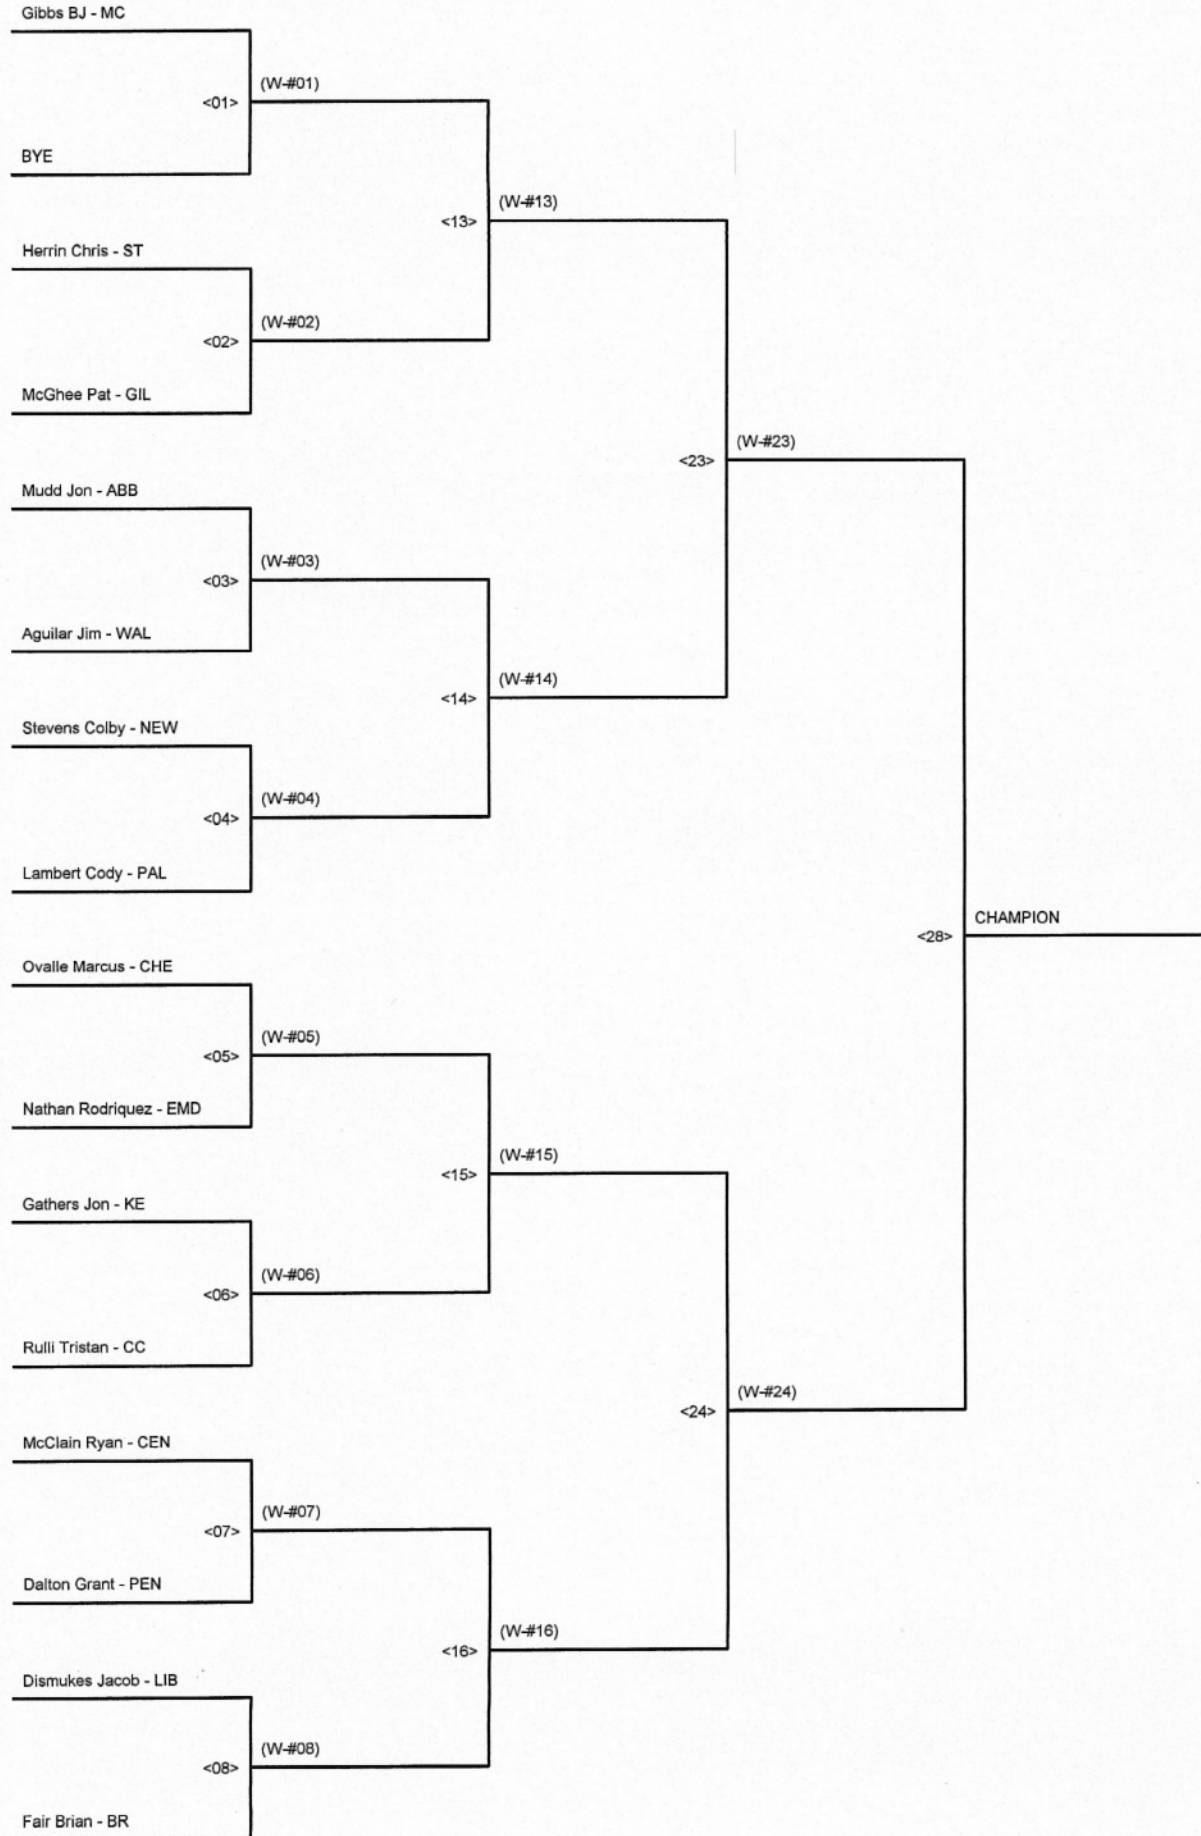 Gibbs BJ - MC
(W-#01)
<01>
BYE
(W-#13)
<13>
Herrin Chris - ST
(W-#02)
<02>
McGhee Pat - GIL
(W-#23)
<23>
Mudd Jon - ABB
(W-#03)
<03>
Aguilar Jim - WAL
(W-#14)
<14>
Stevens Colby - NEW
(W-#04)
<04>
Lambert Cody - PAL
CHAMPION
<28>
Ovalle Marcus - CHE
(W-#05)
<05>
Nathan Rodriquez - EMD
(W-#15)
<15>
Gathers Jon - KE
(W-#06)
<06>
Rulli Tristan - CC
(W-#24)
<24>
McClain Ryan - CEN
(W-#07)
<07>
Dalton Grant - PEN
(W-#16)
<16>
Dismukes Jacob - LIB
(W-#08)
<08>
Fair Brian - BR